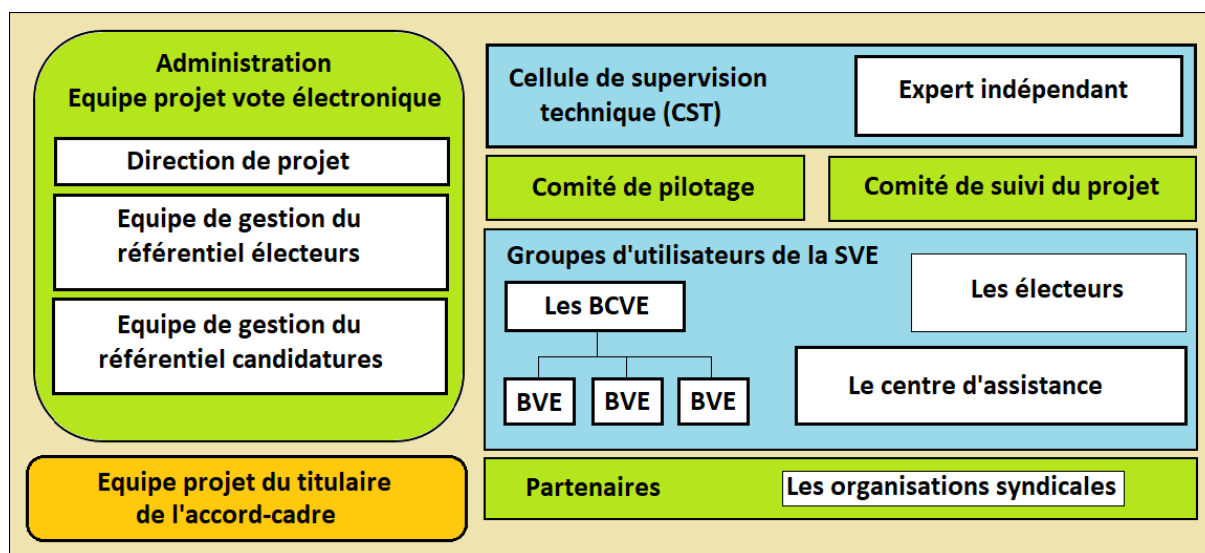 Administration
Equipe projet vote électronique
Direction de projet
Equipe de gestion du
référentiel électeurs
Equipe de gestion du
référentiel candidatures
Equipe projet du titulaire
de l'accord-cadre
Cellule de supervision
technique (CST)
Expert indépendant
Comité de pilotage
Comité de suivi du projet
Groupes d'utilisateurs de la SVE
Les BCVE
BVE
BVE
BVE
Les électeurs
Le centre d'assistance
Partenaires
Les organisations syndicales